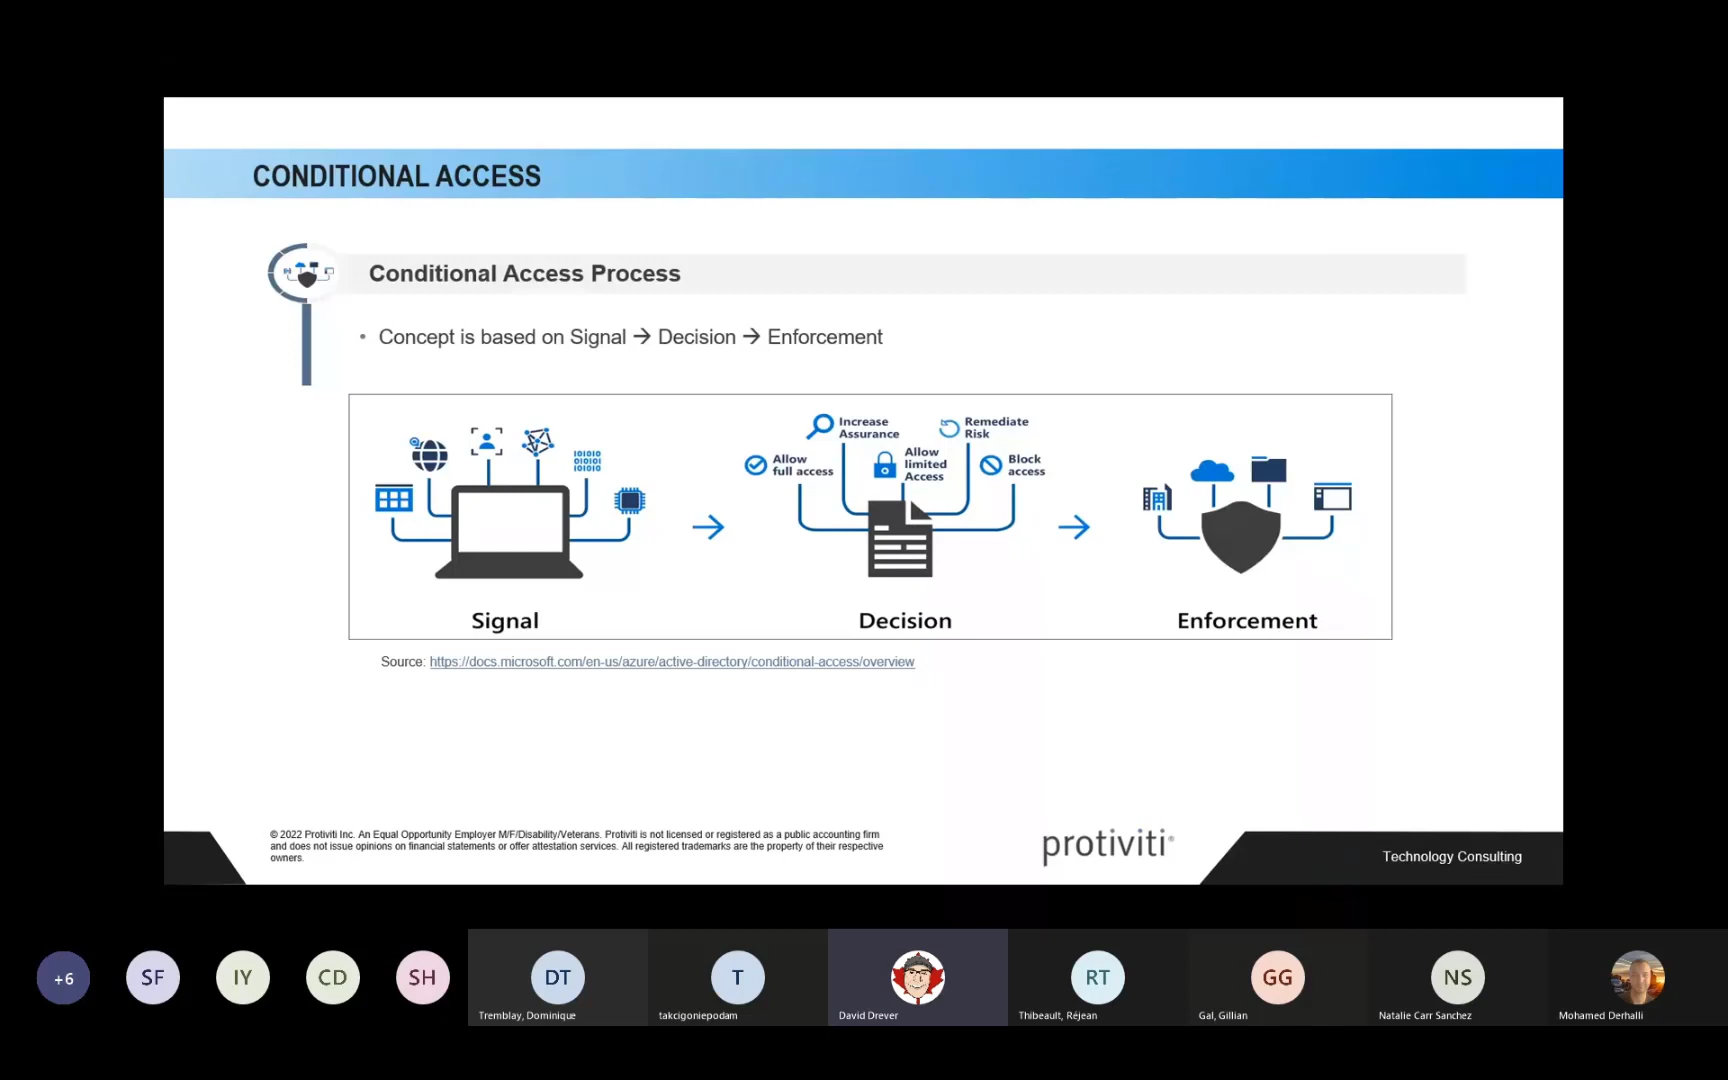 CONDITIONAL ACCESS
Conditional Access Process
• Concept is based on Signal → Decision → Enforcement
Increase
Assurance
Remediate
Risk
Allow
full access
Allow
limited
Access
Block
access
010101
010101
101010
Signal
Decision
Enforcement
Source: https://docs.microsoft.com/en-us/azure/active-directory/conditional-access/overview
© 2022 Protiviti Inc. An Equal Opportunity Employer M/F/Disability/Veterans. Protiviti is not licensed or registered as a public accounting firm
and does not issue opinions on financial statements or offer attestation services. All registered trademarks are the property of their respective
owners.
protiviti®
Technology Consulting
+6
SF
IY
CD
SH
DT
Tremblay, Dominique
T
takcigoniepodam
David Drever
RT
Thibeault, Réjean
GG
Gal, Gillian
NS
Natalie Carr Sanchez
Mohamed Derhalli